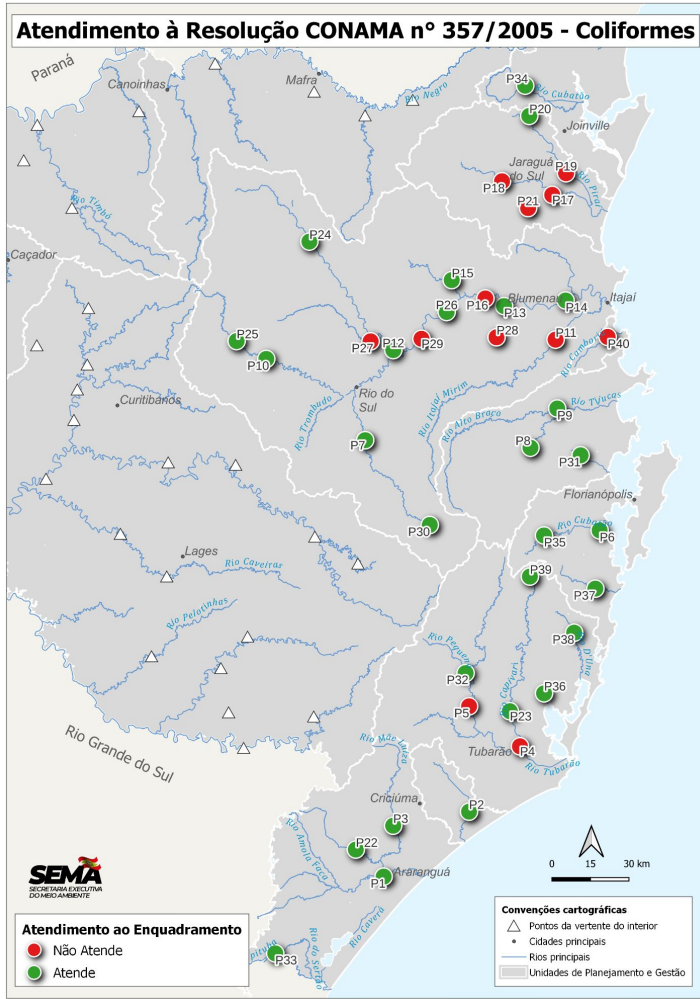 Atendimento à Resolução CONAMA n° 357/2005 - Coliformes
Paraná
Canoinhas
Mafra
Rio Negro
P34
Rio Cubatão
P20
Joinville
Rio Timbó
Jaraguá
do Sul
P19
P18
Rio Piraí
P17
P21
P24
Caçador
P15
P16
Blumenau
P14
Itajaí
P26
P13
P25
P10
P27
P12
P29
P28
P11
P40
Rio Camboriú
Curitibanos
Rio do
Sul
Rio Trombudo
Rio Itajaí Mirim
Rio Alto Braço
P9
Rio TVucas
P7
P8
P31
Florianópolis
P30
Rio Cubatão
P35
P6
Lages
Rio Caveiras
P39
P37
Rio Pelotinhas
P38
D'Una
Rio Pequeno
P32
Rio Capivari
P36
P5
P23
Rio Grande do Sul
Rio Mãe Luzia
Tubarão
P4
Rio Tubarão
Criciúma
P2
P3
Rio Amola Faca
P22
Araranguá
P1
0 15 30 km
SEMA
SECRETARIA EXECUTIVA
DO MEIO AMBIENTE
Rio Caverá
Rio do Sertão
P33
Atendimento ao Enquadramento
Não Atende
Atende
Convenções cartográficas
Pontos da vertente do interior
Cidades principais
Rios principais
Unidades de Planejamento e Gestão